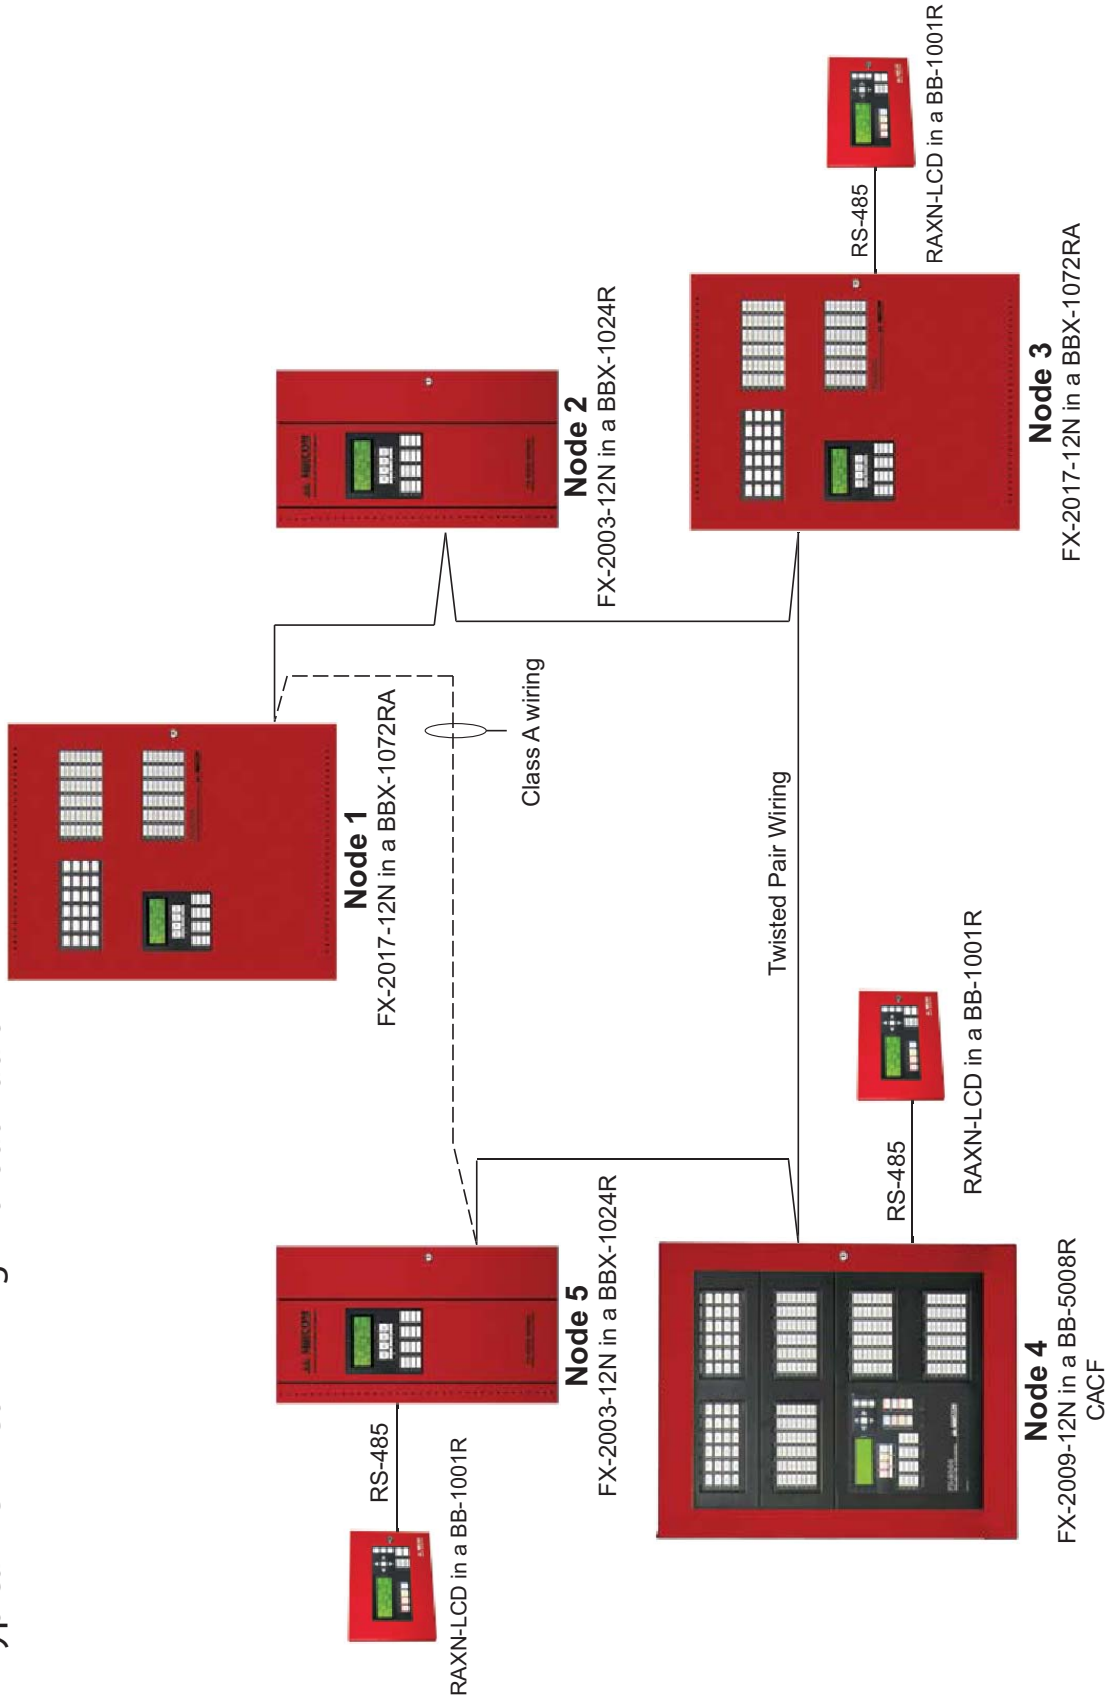 Node 1
FX-2017-12N in a BBX-1072RA
Node 2
FX-2003-12N in a BBX-1024R
RS-485
RAXN-LCD in a BB-1001R
Node 3
FX-2017-12N in a BBX-1072RA
Class A wiring
Twisted Pair Wiring
RS-485
RAXN-LCD in a BB-1001R
Node 5
FX-2003-12N in a BBX-1024R
RS-485
RAXN-LCD in a BB-1001R
Node 4
FX-2009-12N in a BB-5008R
CACF
MIRCOM
MIRCOM